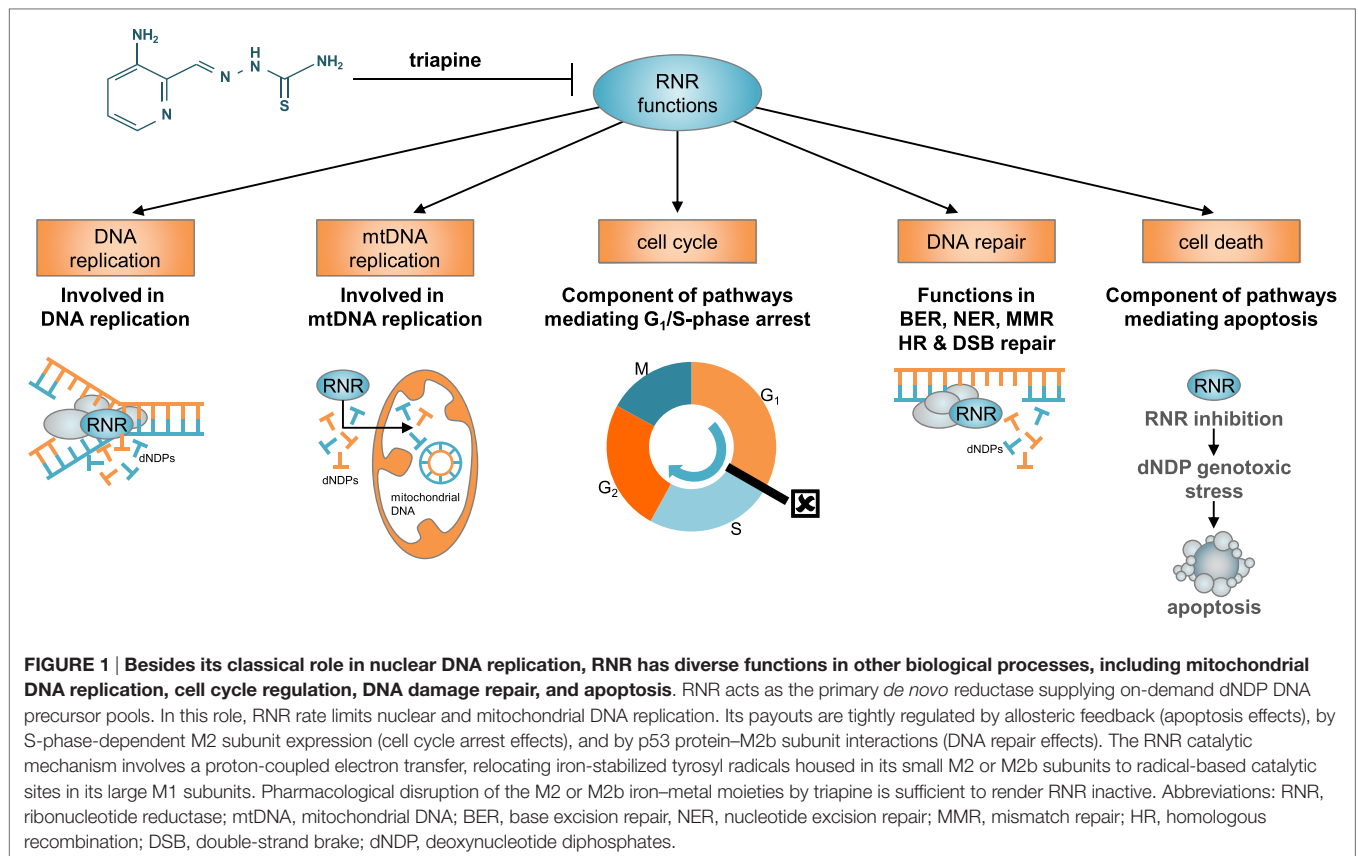 NH₂
N
N
H
N
S
NH₂
triapine
RNR
functions
DNA
replication
mtDNA
replication
cell cycle
DNA repair
cell death
Involved in
DNA replication
Involved in
mtDNA replication
Component of pathways
mediating G₁/S-phase arrest
Functions in
BER, NER, MMR
HR & DSB repair
Component of pathways
mediating apoptosis
RNR
dNDPs
RNR
dNDPs
mitochondrial
DNA
M
G₁
G₂
S
RNR
dNDPs
RNR
RNR inhibition
dNDP genotoxic
stress
apoptosis
FIGURE 1 | Besides its classical role in nuclear DNA replication, RNR has diverse functions in other biological processes, including mitochondrial
DNA replication, cell cycle regulation, DNA damage repair, and apoptosis. RNR acts as the primary de novo reductase supplying on-demand dNDP DNA
precursor pools. In this role, RNR rate limits nuclear and mitochondrial DNA replication. Its payouts are tightly regulated by allosteric feedback (apoptosis effects), by
S-phase-dependent M2 subunit expression (cell cycle arrest effects), and by p53 protein–M2b subunit interactions (DNA repair effects). The RNR catalytic
mechanism involves a proton-coupled electron transfer, relocating iron-stabilized tyrosyl radicals housed in its small M2 or M2b subunits to radical-based catalytic
sites in its large M1 subunits. Pharmacological disruption of the M2 or M2b iron–metal moieties by triapine is sufficient to render RNR inactive. Abbreviations: RNR,
ribonucleotide reductase; mtDNA, mitochondrial DNA; BER, base excision repair, NER, nucleotide excision repair; MMR, mismatch repair; HR, homologous
recombination; DSB, double-strand brake; dNDP, deoxynucleotide diphosphates.